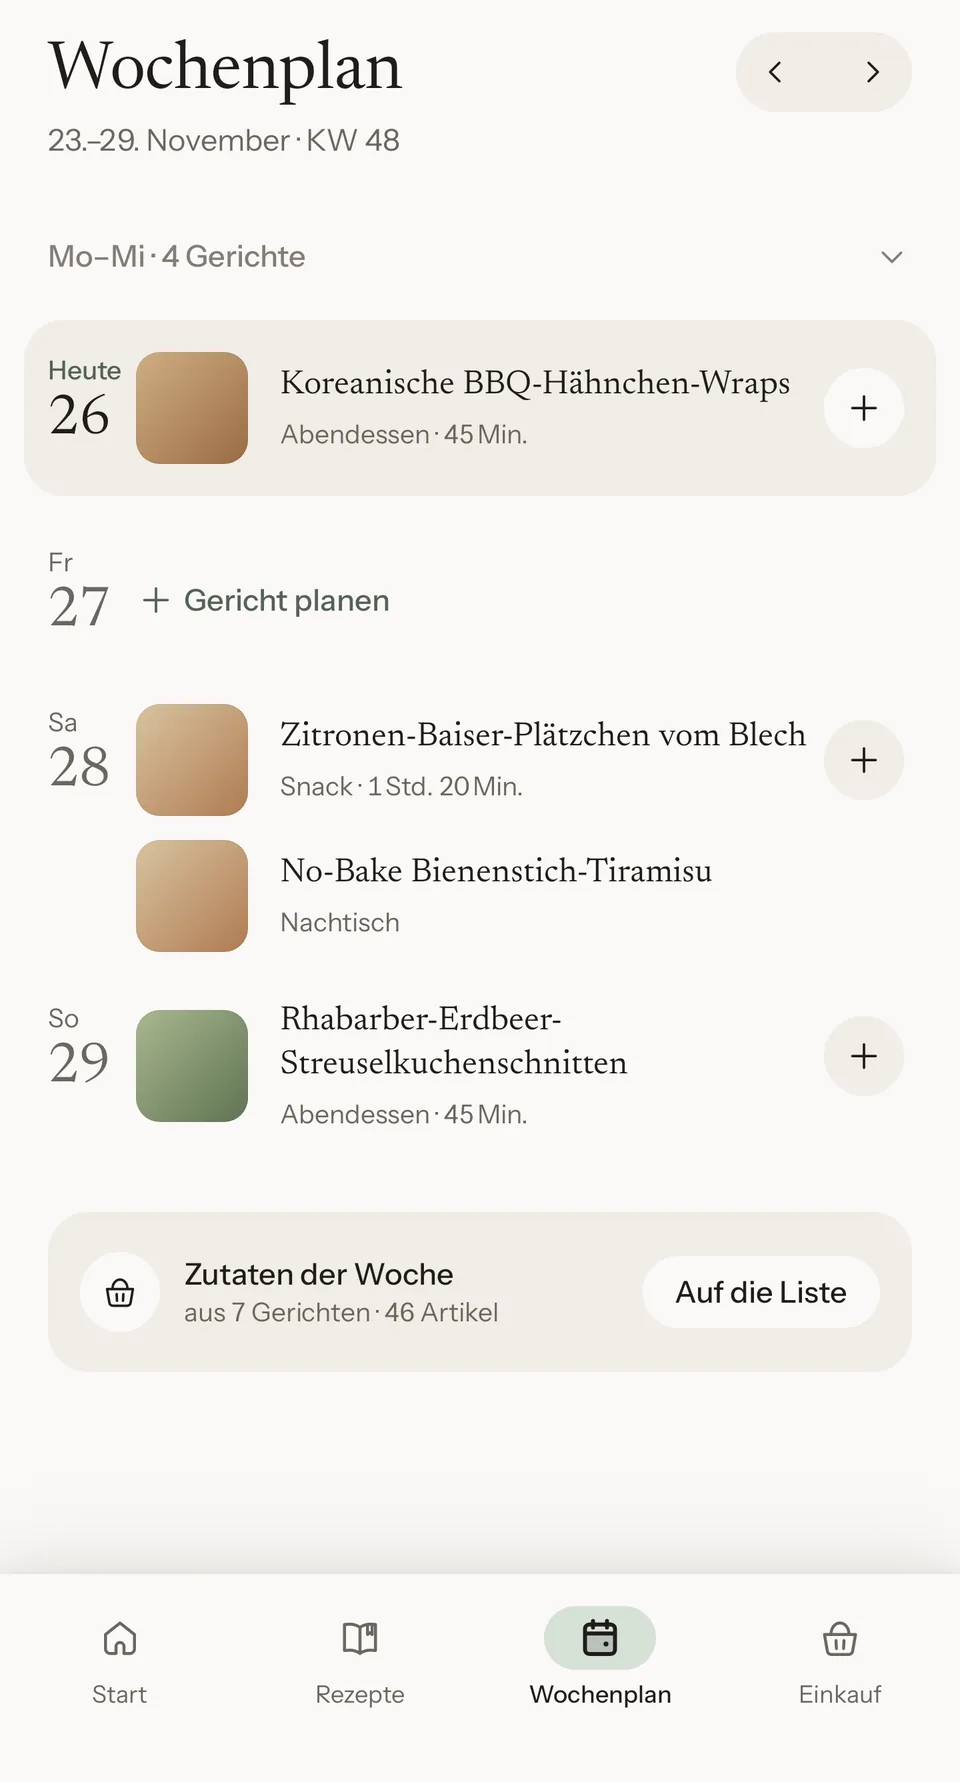 Wochenplan
23.–29. November · KW 48
Mo–Mi · 4 Gerichte
Heute
26
Koreanische BBQ-Hähnchen-Wraps
Abendessen · 45 Min.
Fr
27
Gericht planen
Sa
28
Zitronen-Baiser-Plätzchen vom Blech
Snack · 1 Std. 20 Min.
No-Bake Bienenstich-Tiramisu
Nachtisch
So
29
Rhabarber-Erdbeer-
Streuselkuchenschnitten
Abendessen · 45 Min.
Zutaten der Woche
aus 7 Gerichten · 46 Artikel
Auf die Liste
Start
Rezepte
Wochenplan
Einkauf